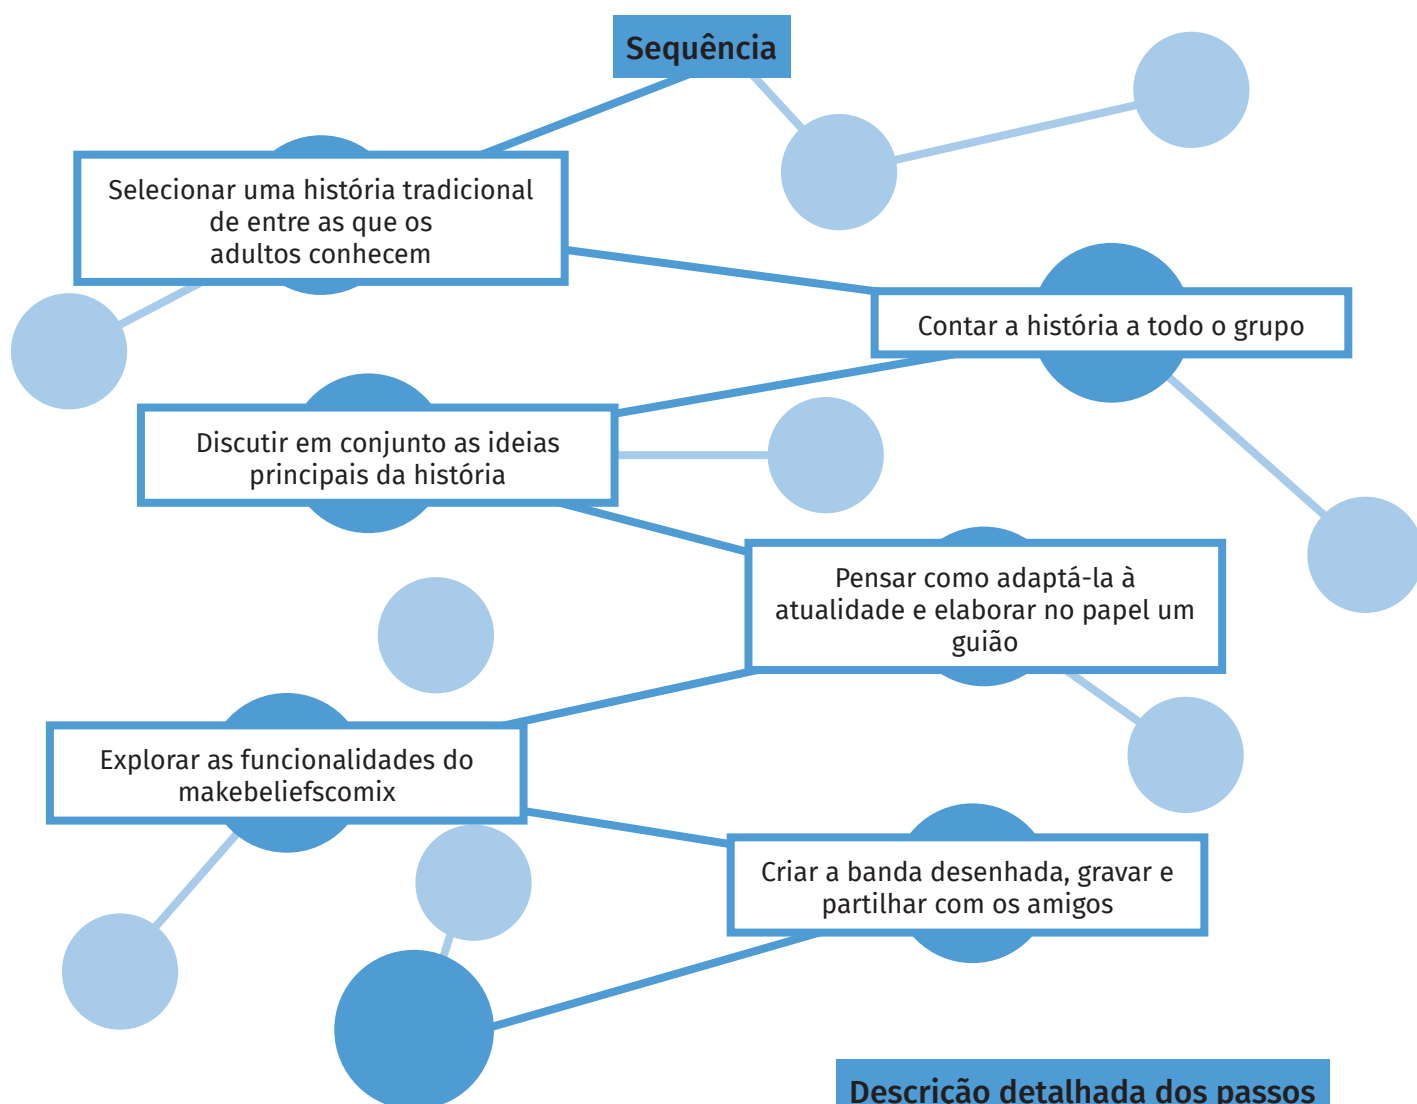 Sequência
Selecionar uma história tradicional
de entre as que os
adultos conhecem
Contar a história a todo o grupo
Discutir em conjunto as ideias
principais da história
Pensar como adaptá-la à
atualidade e elaborar no papel um
guião
Explorar as funcionalidades do
makebeliefscomix
Criar a banda desenhada, gravar e
partilhar com os amigos
Descrição detalhada dos passos